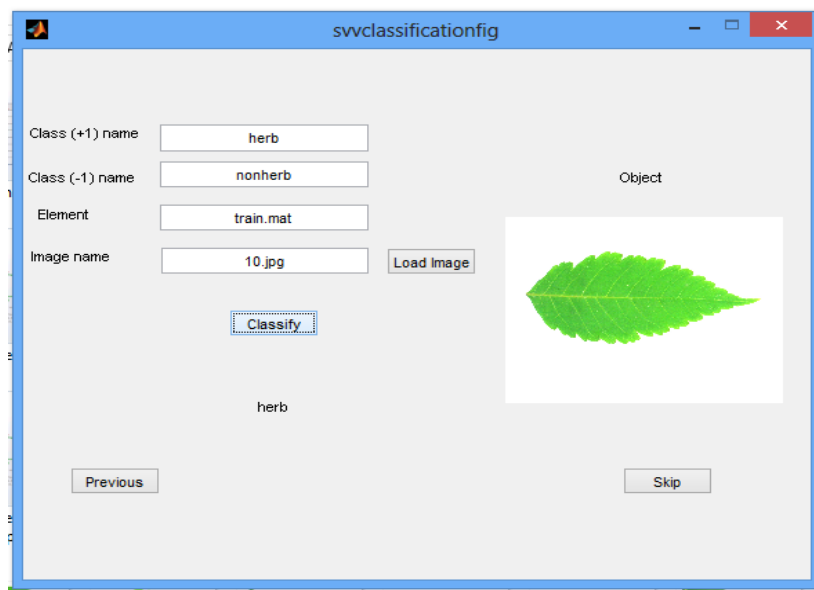 svvclassificationfig
Class (+1) name herb
Class (-1) name nonherb
Object
Element train.mat
Image name 10.jpg Load Image
Classify
herb
Previous Skip